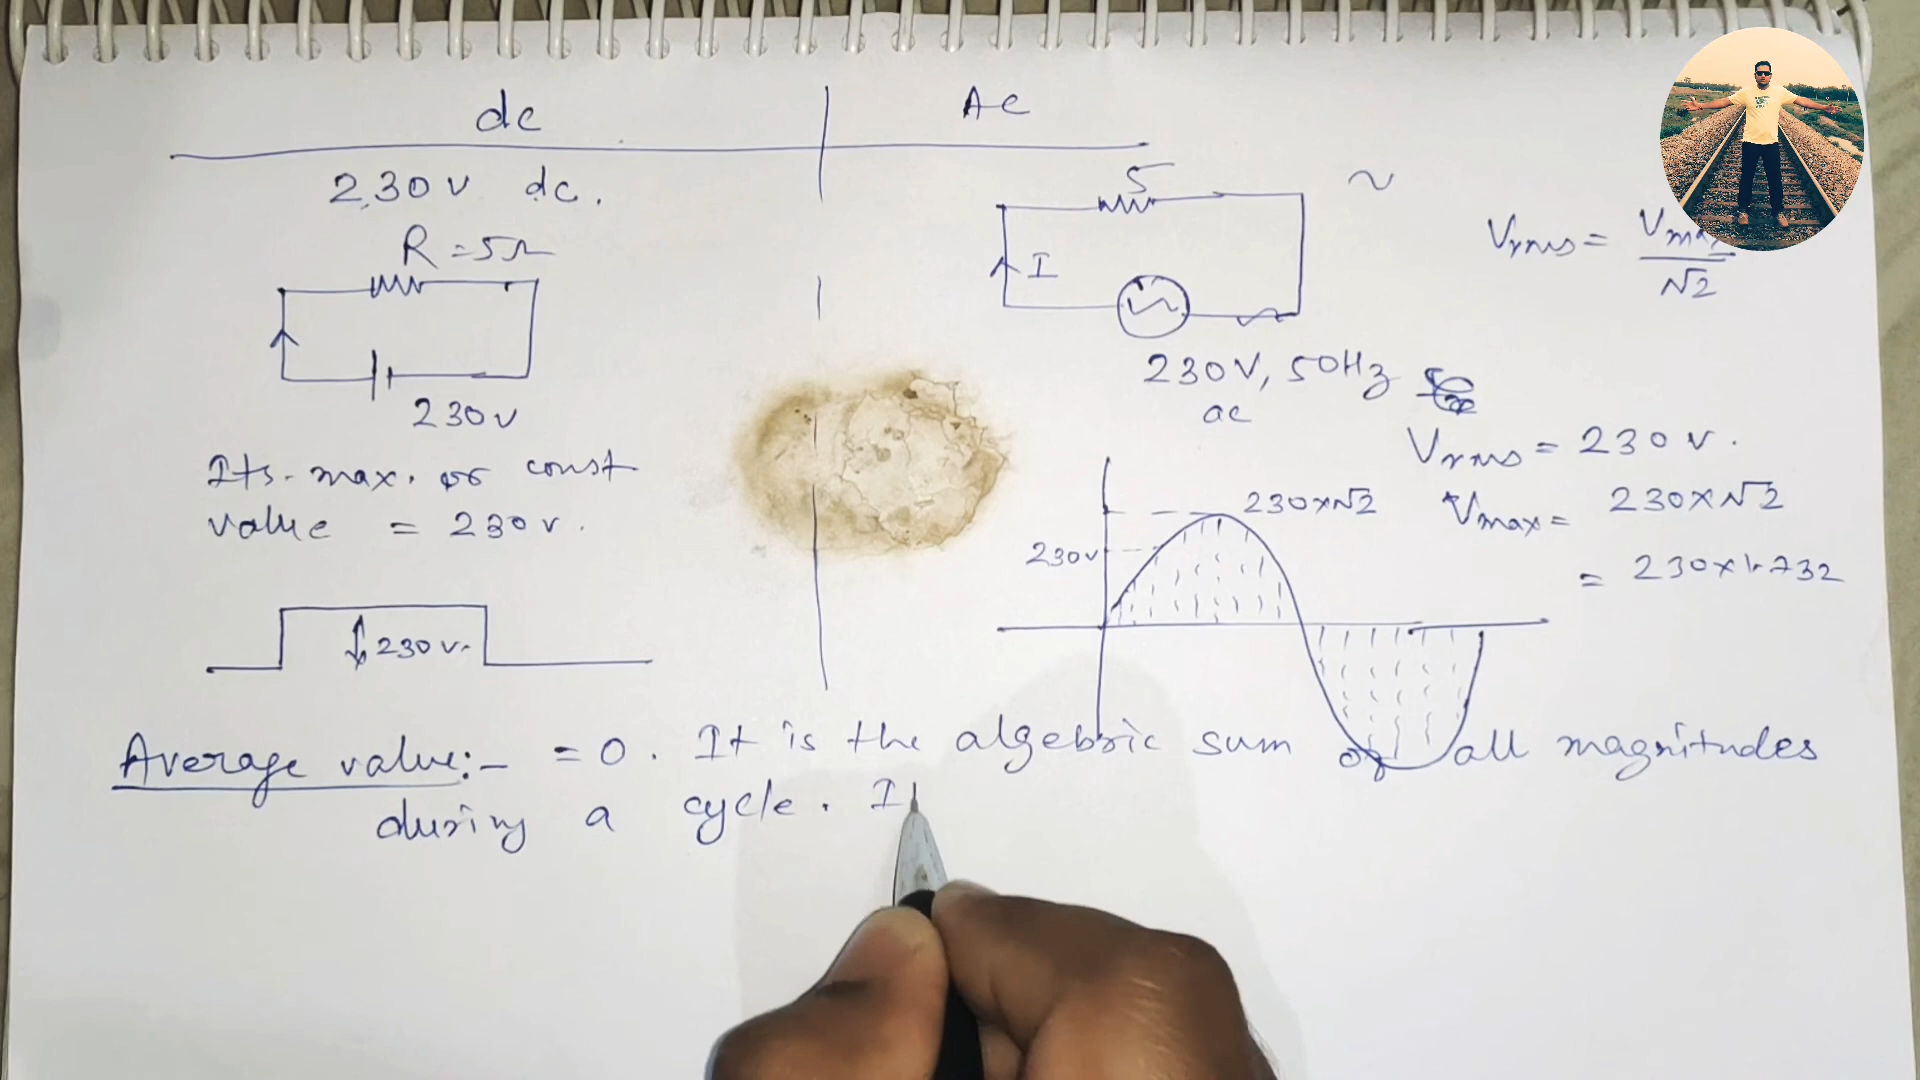 dc
Ac
230v dc.
R = 5Ω
230v
Its. max. or const
value = 230v.
230v.
5
~
I
230V, 50Hz
ac
Vrms =
√2
Vrms = 230v.
230×√2
Vmax = 230×√2
= 230×1.732
230v
Average value:- = 0. It is the algebric sum of all magnitudes
during a cycle. It